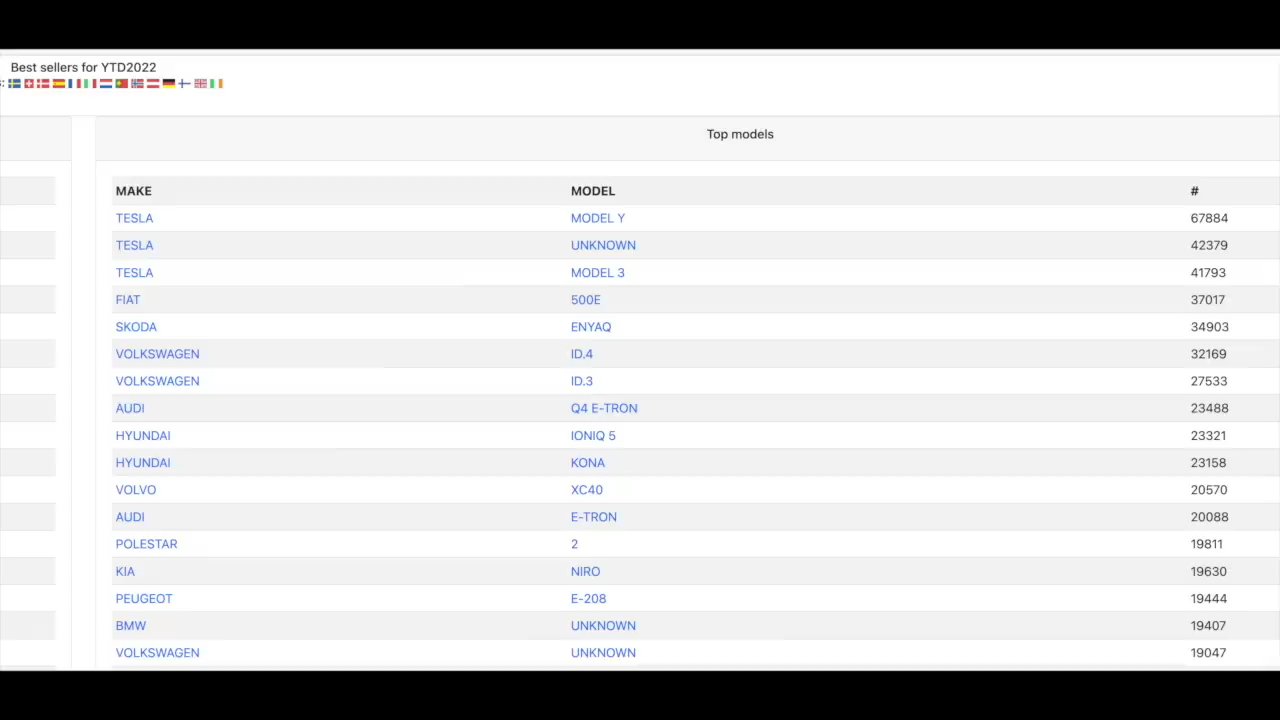 Best sellers for YTD2022
Top models
MAKE MODEL #
TESLA MODEL Y 67884
TESLA UNKNOWN 42379
TESLA MODEL 3 41793
FIAT 500E 37017
SKODA ENYAQ 34903
VOLKSWAGEN ID.4 32169
VOLKSWAGEN ID.3 27533
AUDI Q4 E-TRON 23488
HYUNDAI IONIQ 5 23321
HYUNDAI KONA 23158
VOLVO XC40 20570
AUDI E-TRON 20088
POLESTAR 2 19811
KIA NIRO 19630
PEUGEOT E-208 19444
BMW UNKNOWN 19407
VOLKSWAGEN UNKNOWN 19047